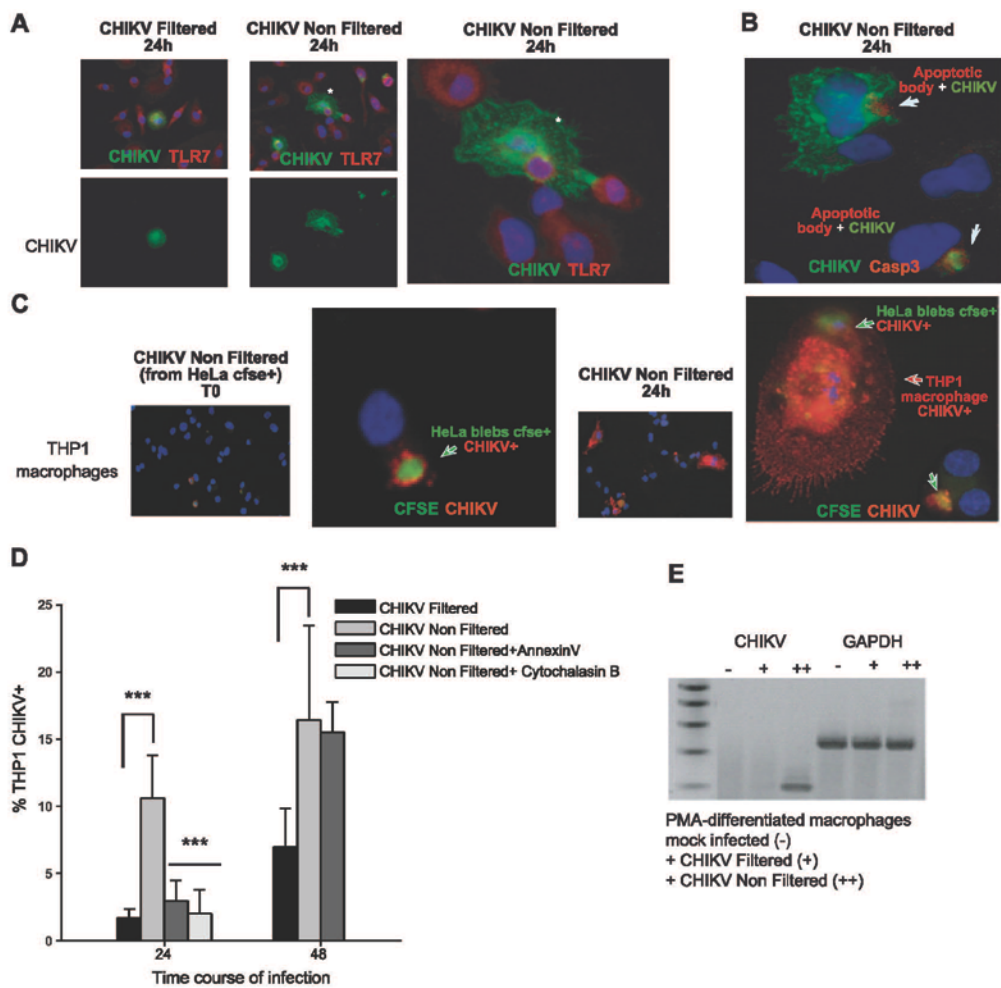 A
CHIKV Filtered
24h
CHIKV Non Filtered
24h
CHIKV Non Filtered
24h
*
*
CHIKV TLR7
CHIKV TLR7
CHIKV TLR7
CHIKV
B
CHIKV Non Filtered
24h
Apoptotic
body + CHIKV
Apoptotic
body + CHIKV
CHIKV Casp3
C
CHIKV Non Filtered
(from HeLa cfse+)
T0
THP1
macrophages
HeLa blebs cfse+
CHIKV+
CFSE CHIKV
CHIKV Non Filtered
24h
HeLa blebs cfse+
CHIKV+
THP1
macrophage
CHIKV+
CFSE CHIKV
D
% THP1 CHIKV+
25
20
15
10
5
0
***
***
***
CHIKV Filtered
CHIKV Non Filtered
CHIKV Non Filtered+AnnexinV
CHIKV Non Filtered+ Cytochalasin B
24
48
Time course of infection
E
CHIKV GAPDH
- + ++ - + ++
PMA-differentiated macrophages
mock infected (-)
+ CHIKV Filtered (+)
+ CHIKV Non Filtered (++)